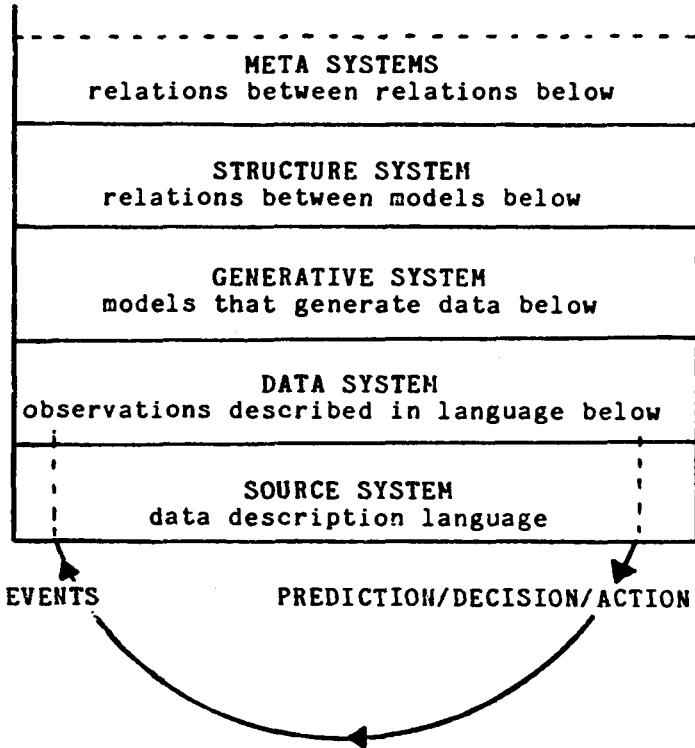 META SYSTEMS
relations between relations below
STRUCTURE SYSTEM
relations between models below
GENERATIVE SYSTEM
models that generate data below
DATA SYSTEM
observations described in language below
SOURCE SYSTEM
data description language
EVENTS PREDICTION/DECISION/ACTION